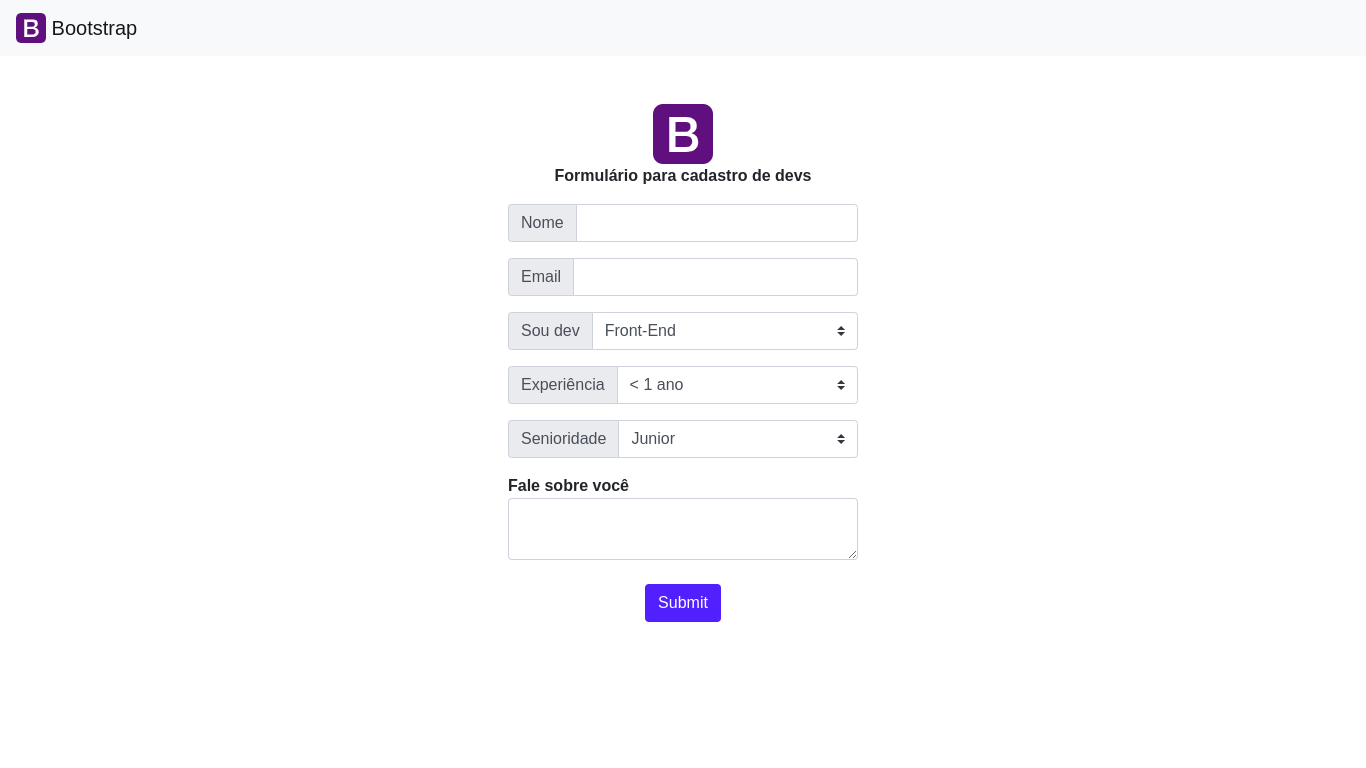 B Bootstrap
B
Formulário para cadastro de devs
Nome
Email
Sou dev Front-End
Experiência < 1 ano
Senioridade Junior
Fale sobre você
Submit